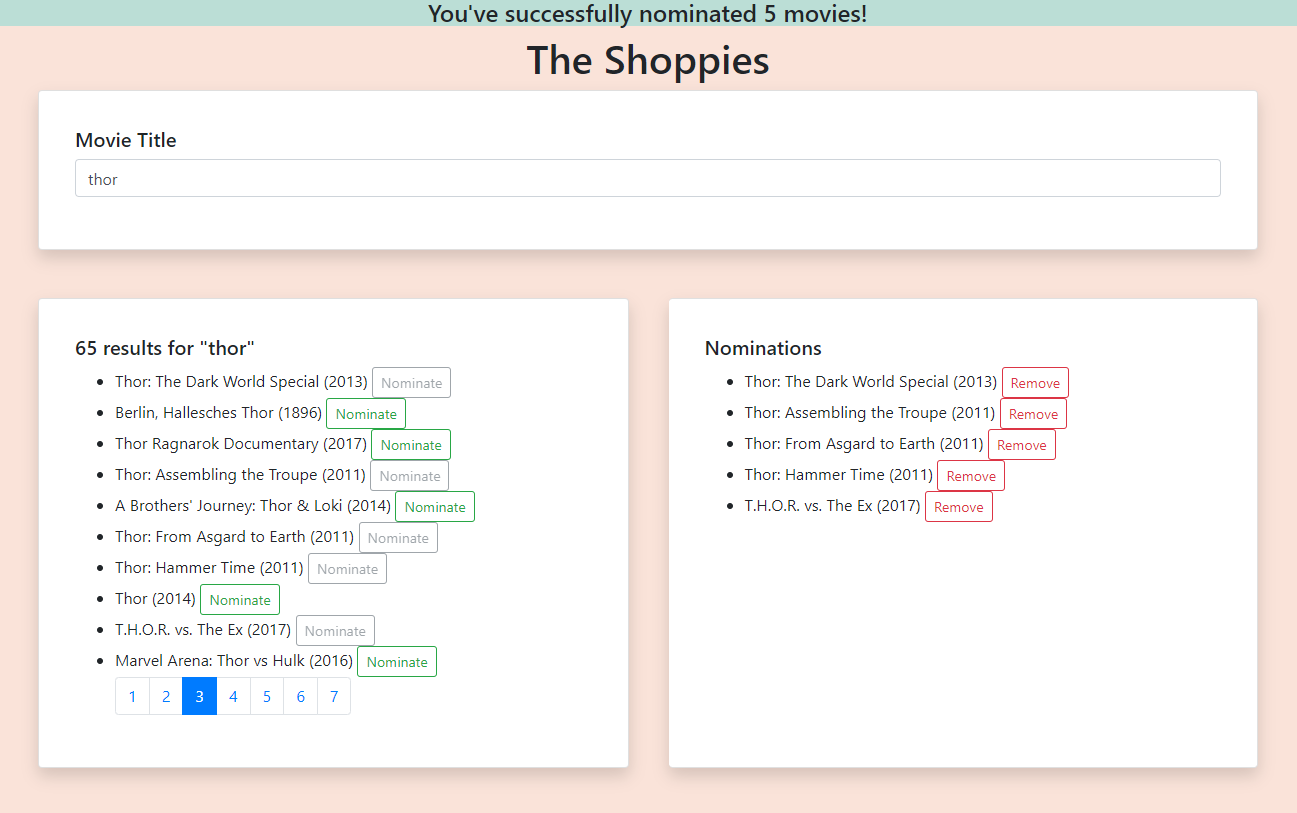 You've successfully nominated 5 movies!
The Shoppies
Movie Title
thor
65 results for "thor"
Thor: The Dark World Special (2013) Nominate
Berlin, Hallesches Thor (1896) Nominate
Thor Ragnarok Documentary (2017) Nominate
Thor: Assembling the Troupe (2011) Nominate
A Brothers' Journey: Thor & Loki (2014) Nominate
Thor: From Asgard to Earth (2011) Nominate
Thor: Hammer Time (2011) Nominate
Thor (2014) Nominate
T.H.O.R. vs. The Ex (2017) Nominate
Marvel Arena: Thor vs Hulk (2016) Nominate
1 2 3 4 5 6 7
Nominations
Thor: The Dark World Special (2013) Remove
Thor: Assembling the Troupe (2011) Remove
Thor: From Asgard to Earth (2011) Remove
Thor: Hammer Time (2011) Remove
T.H.O.R. vs. The Ex (2017) Remove